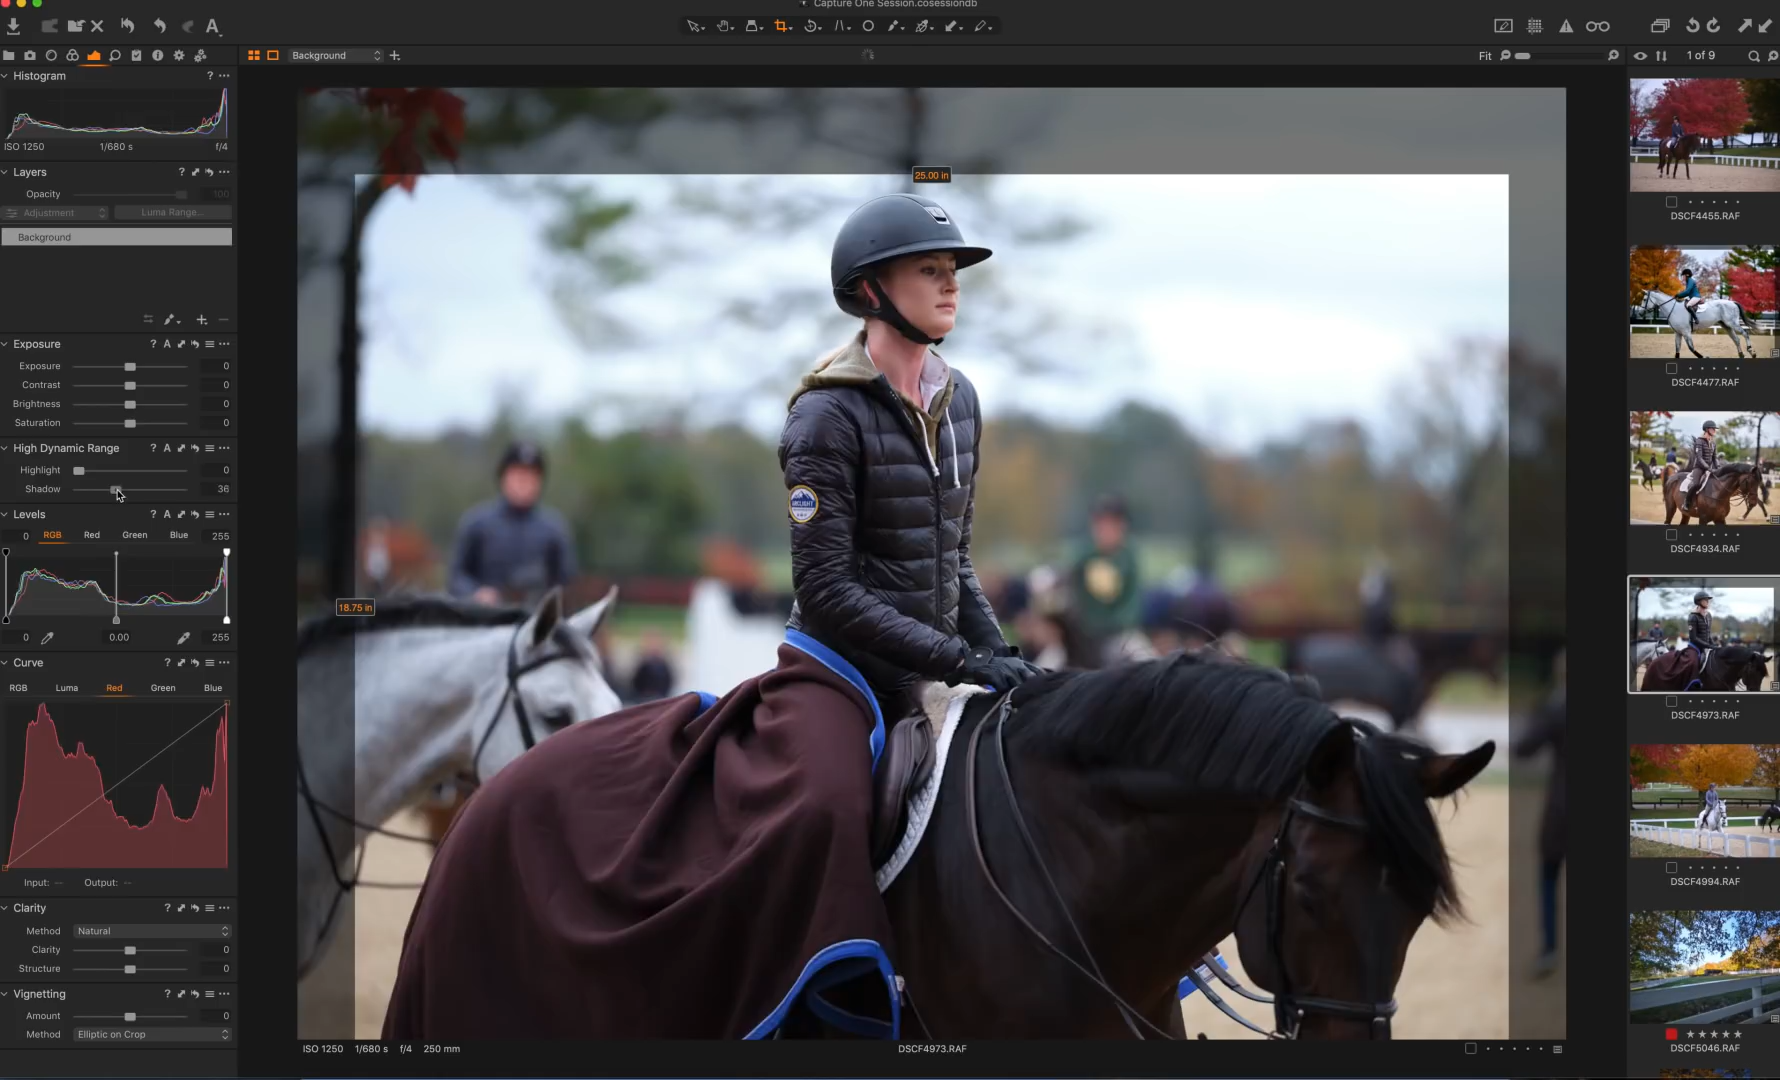 Capture One Session.cosessiondb
A
Background
Fit
1 of 9
Histogram ? ...
ISO 1250 1/680 s f/4
Layers ? ...
Opacity 100
Adjustment Luma Range...
Background
Exposure ? A ...
Exposure 0
Contrast 0
Brightness 0
Saturation 0
High Dynamic Range ? A ...
Highlight 0
Shadow 36
Levels ? A ...
0 RGB Red Green Blue 255
0 0.00 255
Curve ? ...
RGB Luma Red Green Blue
Input: -- Output: --
Clarity ? ...
Method Natural
Clarity 0
Structure 0
Vignetting ? ...
Amount 0
Method Elliptic on Crop
25.00 in
18.75 in
ISO 1250 1/680 s f/4 250 mm
DSCF4973.RAF
DSCF4455.RAF
DSCF4477.RAF
DSCF4934.RAF
DSCF4973.RAF
DSCF4994.RAF
DSCF5046.RAF